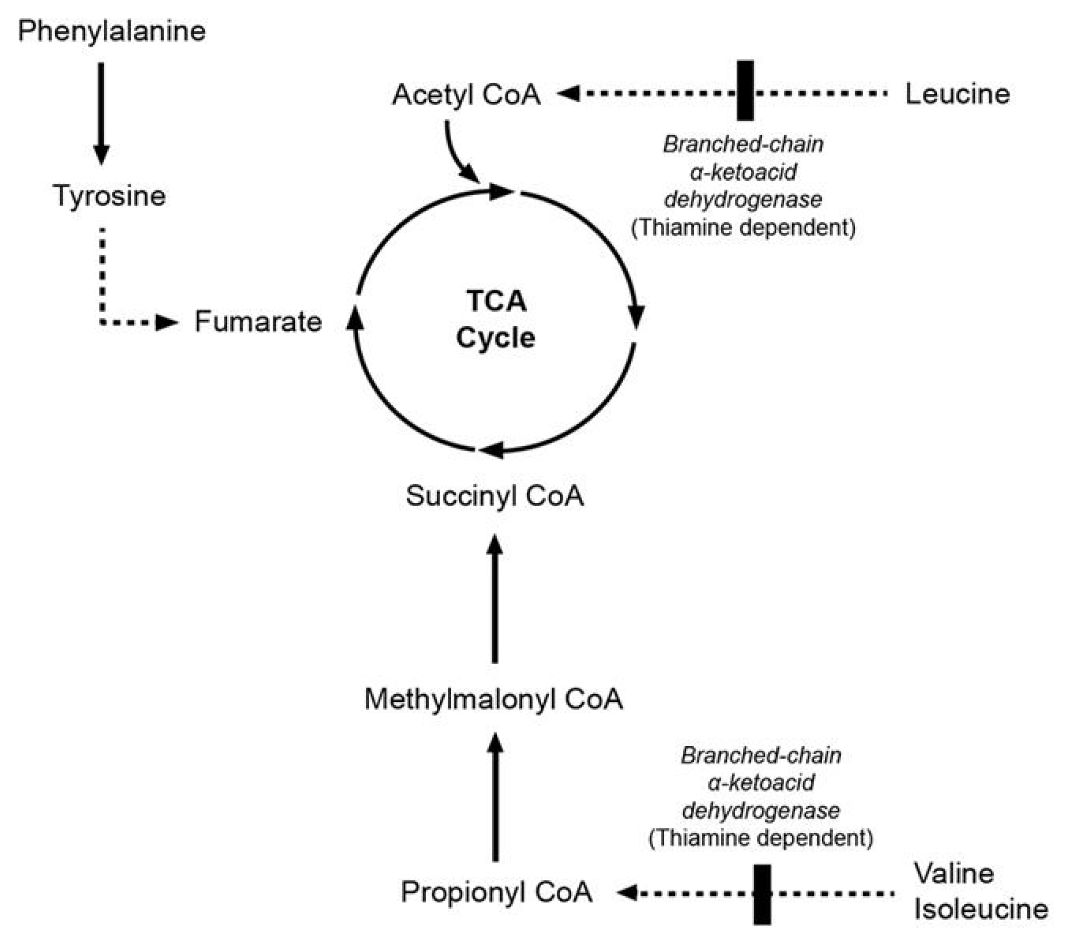 Phenylalanine
Acetyl CoA
Leucine
Branched-chain
α-ketoacid
dehydrogenase
(Thiamine dependent)
Tyrosine
TCA
Cycle
Fumarate
Succinyl CoA
Methylmalonyl CoA
Branched-chain
α-ketoacid
dehydrogenase
(Thiamine dependent)
Propionyl CoA
Valine
Isoleucine